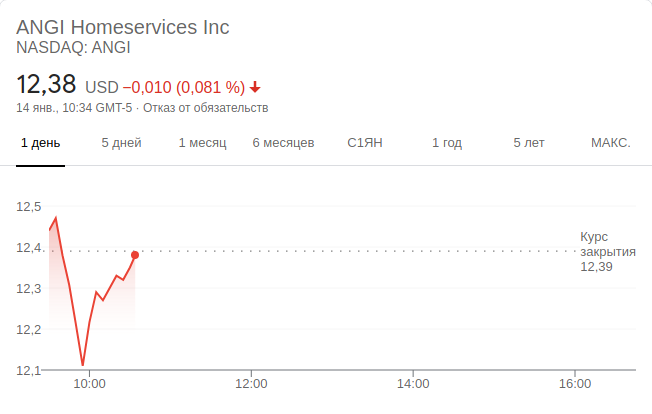 ANGI Homeservices Inc
NASDAQ: ANGI
12,38 USD −0,010 (0,081 %)
14 янв., 10:34 GMT-5 · Отказ от обязательств
1 день 5 дней 1 месяц 6 месяцев С1ЯН 1 год 5 лет МАКС.
12,5
12,4
12,3
12,2
12,1
Курс
закрытия
12,39
10:00 12:00 14:00 16:00